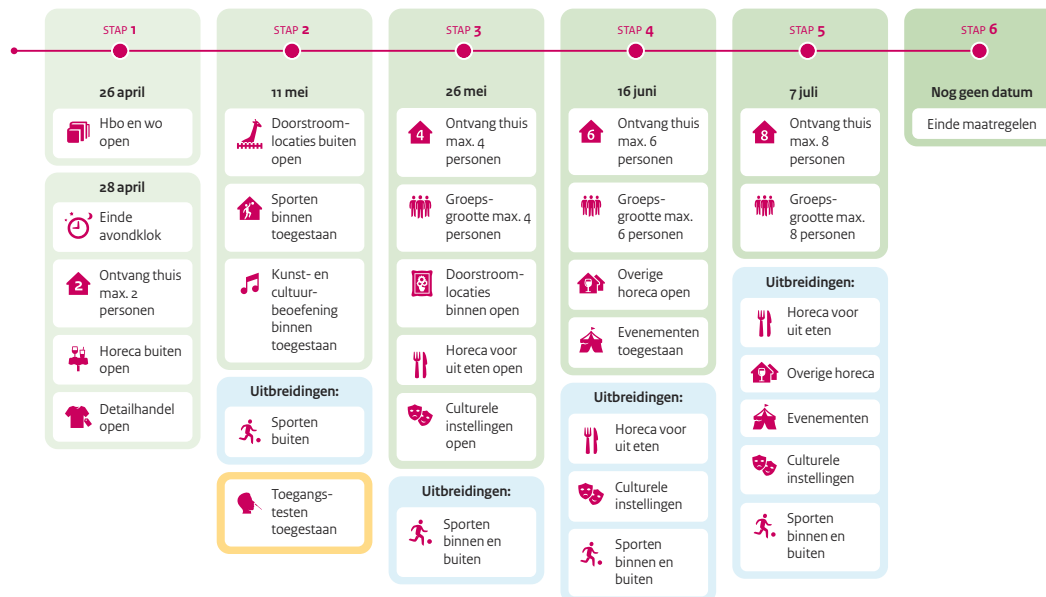 STAP 1
26 april
Hbo en wo
open
28 april
Einde
avondklok
2
Ontvang thuis
max. 2
personen
Horeca buiten
open
Detailhandel
open
STAP 2
11 mei
Doorstroom-
locaties buiten
open
Sporten
binnen
toegestaan
Kunst- en
cultuur-
beoefening
binnen
toegestaan
Uitbreidingen:
Sporten
buiten
Toegangs-
testen
toegestaan
STAP 3
26 mei
4
Ontvang thuis
max. 4
personen
Groeps-
grootte max. 4
personen
Doorstroom-
locaties
binnen open
Horeca voor
uit eten open
Culturele
instellingen
open
Uitbreidingen:
Sporten
binnen en
buiten
STAP 4
16 juni
6
Ontvang thuis
max. 6
personen
Groeps-
grootte max.
6 personen
Overige
horeca open
Evenementen
toegestaan
Uitbreidingen:
Horeca voor
uit eten
Culturele
instellingen
Sporten
binnen en
buiten
STAP 5
7 juli
8
Ontvang thuis
max. 8
personen
Groeps-
grootte max.
8 personen
Uitbreidingen:
Horeca voor
uit eten
Overige horeca
Evenementen
Culturele
instellingen
Sporten
binnen en
buiten
STAP 6
Nog geen datum
Einde maatregelen